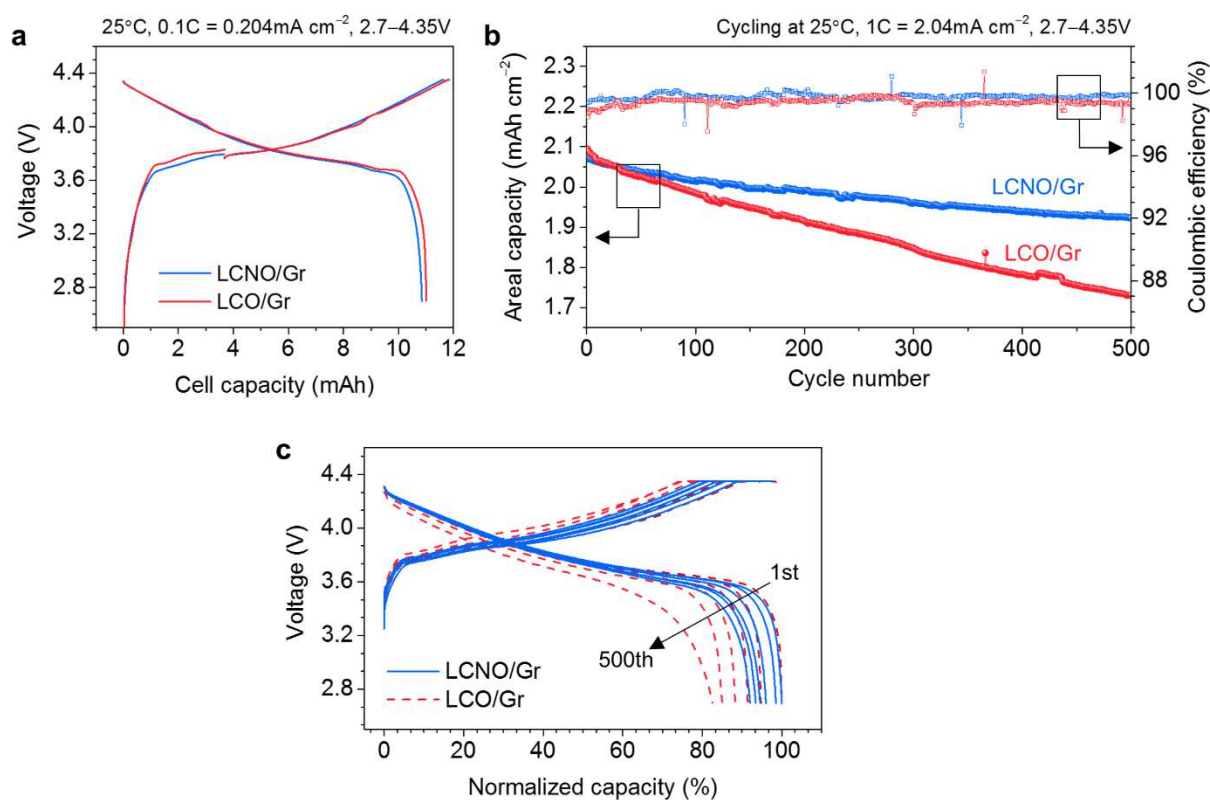 a
25°C, 0.1C = 0.204mA cm⁻², 2.7–4.35V
4.4
4.0
3.6
3.2
2.8
Voltage (V)
LCNO/Gr
LCO/Gr
0 2 4 6 8 10 12
Cell capacity (mAh)
b
Cycling at 25°C, 1C = 2.04mA cm⁻², 2.7–4.35V
2.3
2.2
2.1
2.0
1.9
1.8
1.7
Areal capacity (mAh cm⁻²)
LCNO/Gr
LCO/Gr
100
96
92
88
Coulombic efficiency (%)
0 100 200 300 400 500
Cycle number
c
4.4
4.0
3.6
3.2
2.8
Voltage (V)
1st
500th
LCNO/Gr
LCO/Gr
0 20 40 60 80 100
Normalized capacity (%)